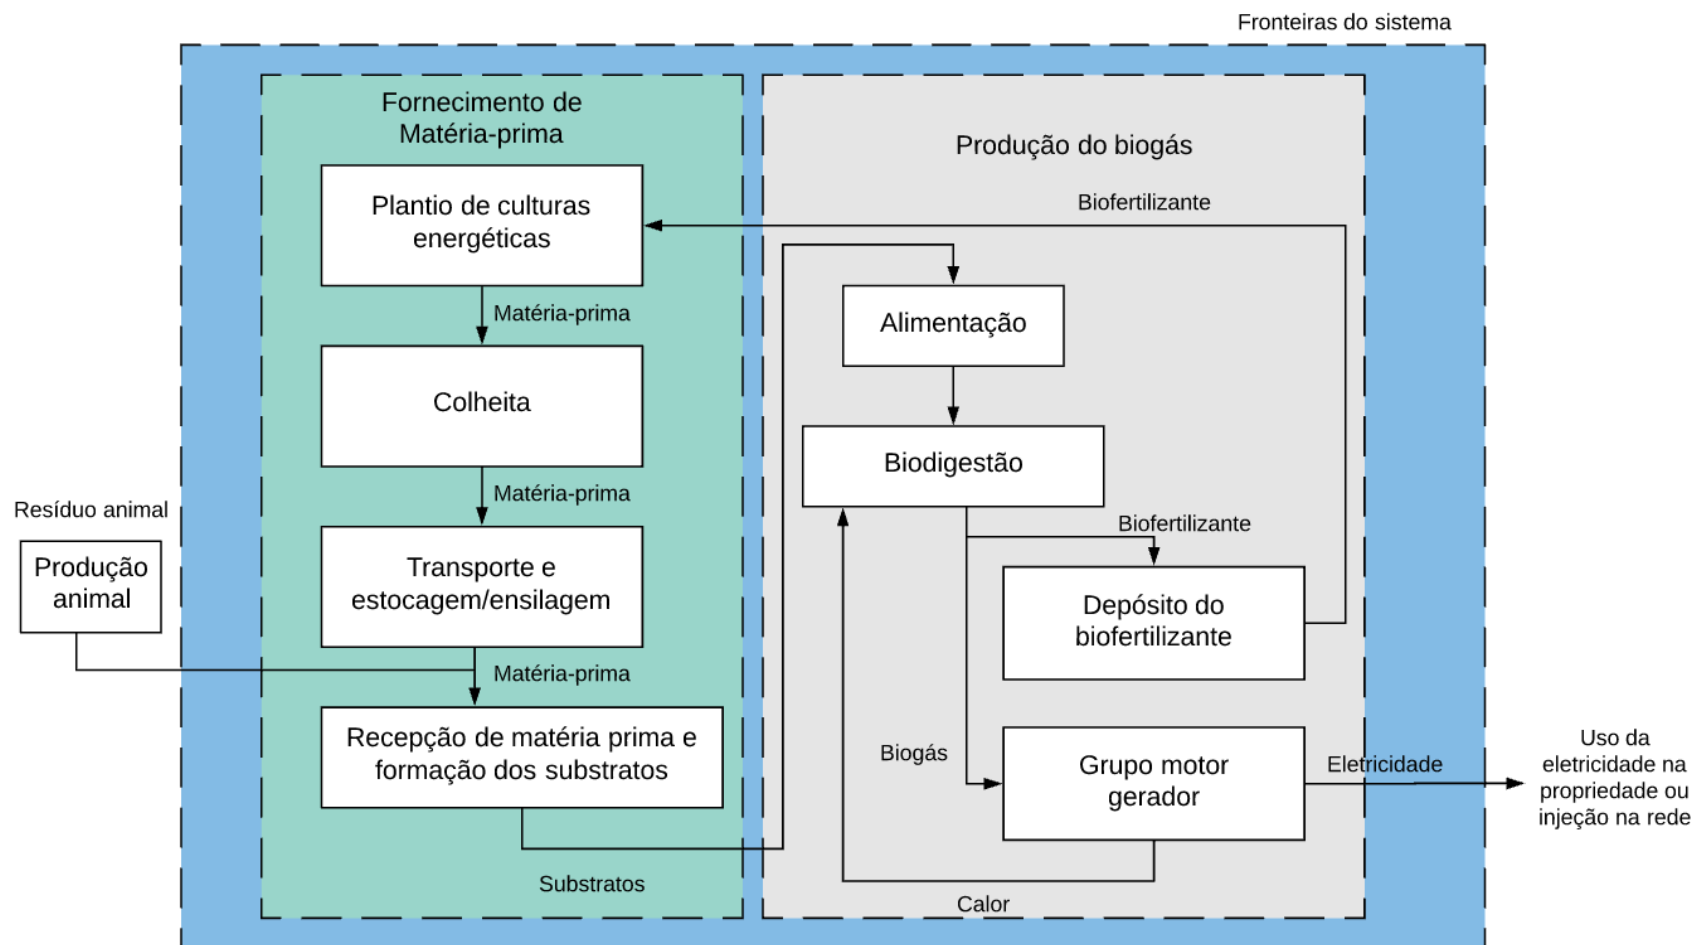 Fronteiras do sistema
Fornecimento de
Matéria-prima
Plantio de culturas
energéticas
Matéria-prima
Colheita
Matéria-prima
Transporte e
estocagem/ensilagem
Matéria-prima
Recepção de matéria prima e
formação dos substratos
Substratos
Resíduo animal
Produção
animal
Produção do biogás
Biofertilizante
Alimentação
Biodigestão
Biofertilizante
Depósito do
biofertilizante
Biogás
Grupo motor
gerador
Calor
Eletricidade
Uso da
eletricidade na
propriedade ou
injeção na rede